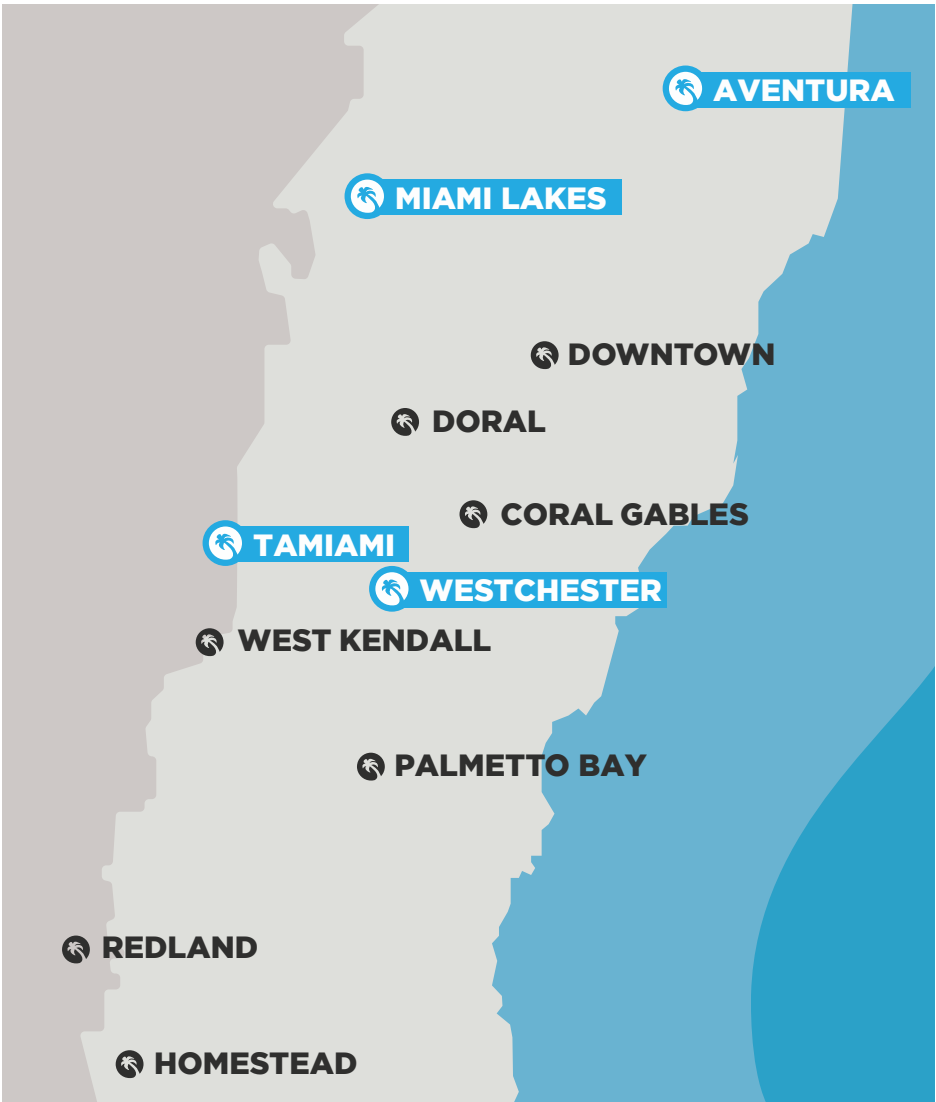 AVENTURA
MIAMI LAKES
DOWNTOWN
DORAL
CORAL GABLES
TAMIAMI
WESTCHESTER
WEST KENDALL
PALMETTO BAY
REDLAND
HOMESTEAD